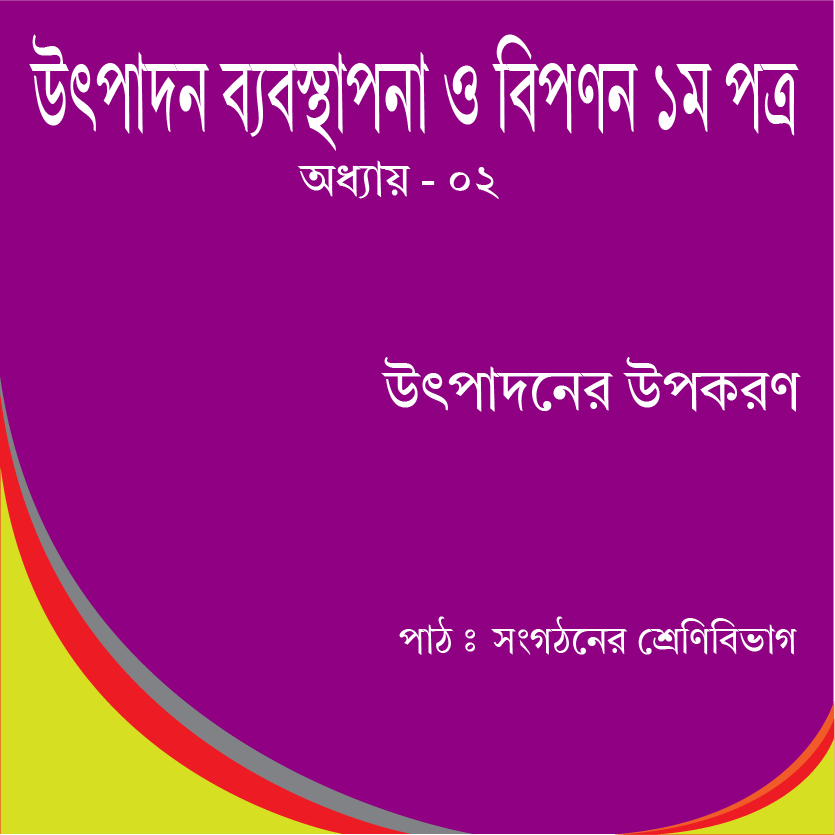 উৎপাদন ব্যবস্থাপনা ও বিপণন ১ম পত্র
অধ্যায় - ০২
উৎপাদনের উপকরণ
পাঠ ঃ সংগঠনের শ্রেণিবিভাগ